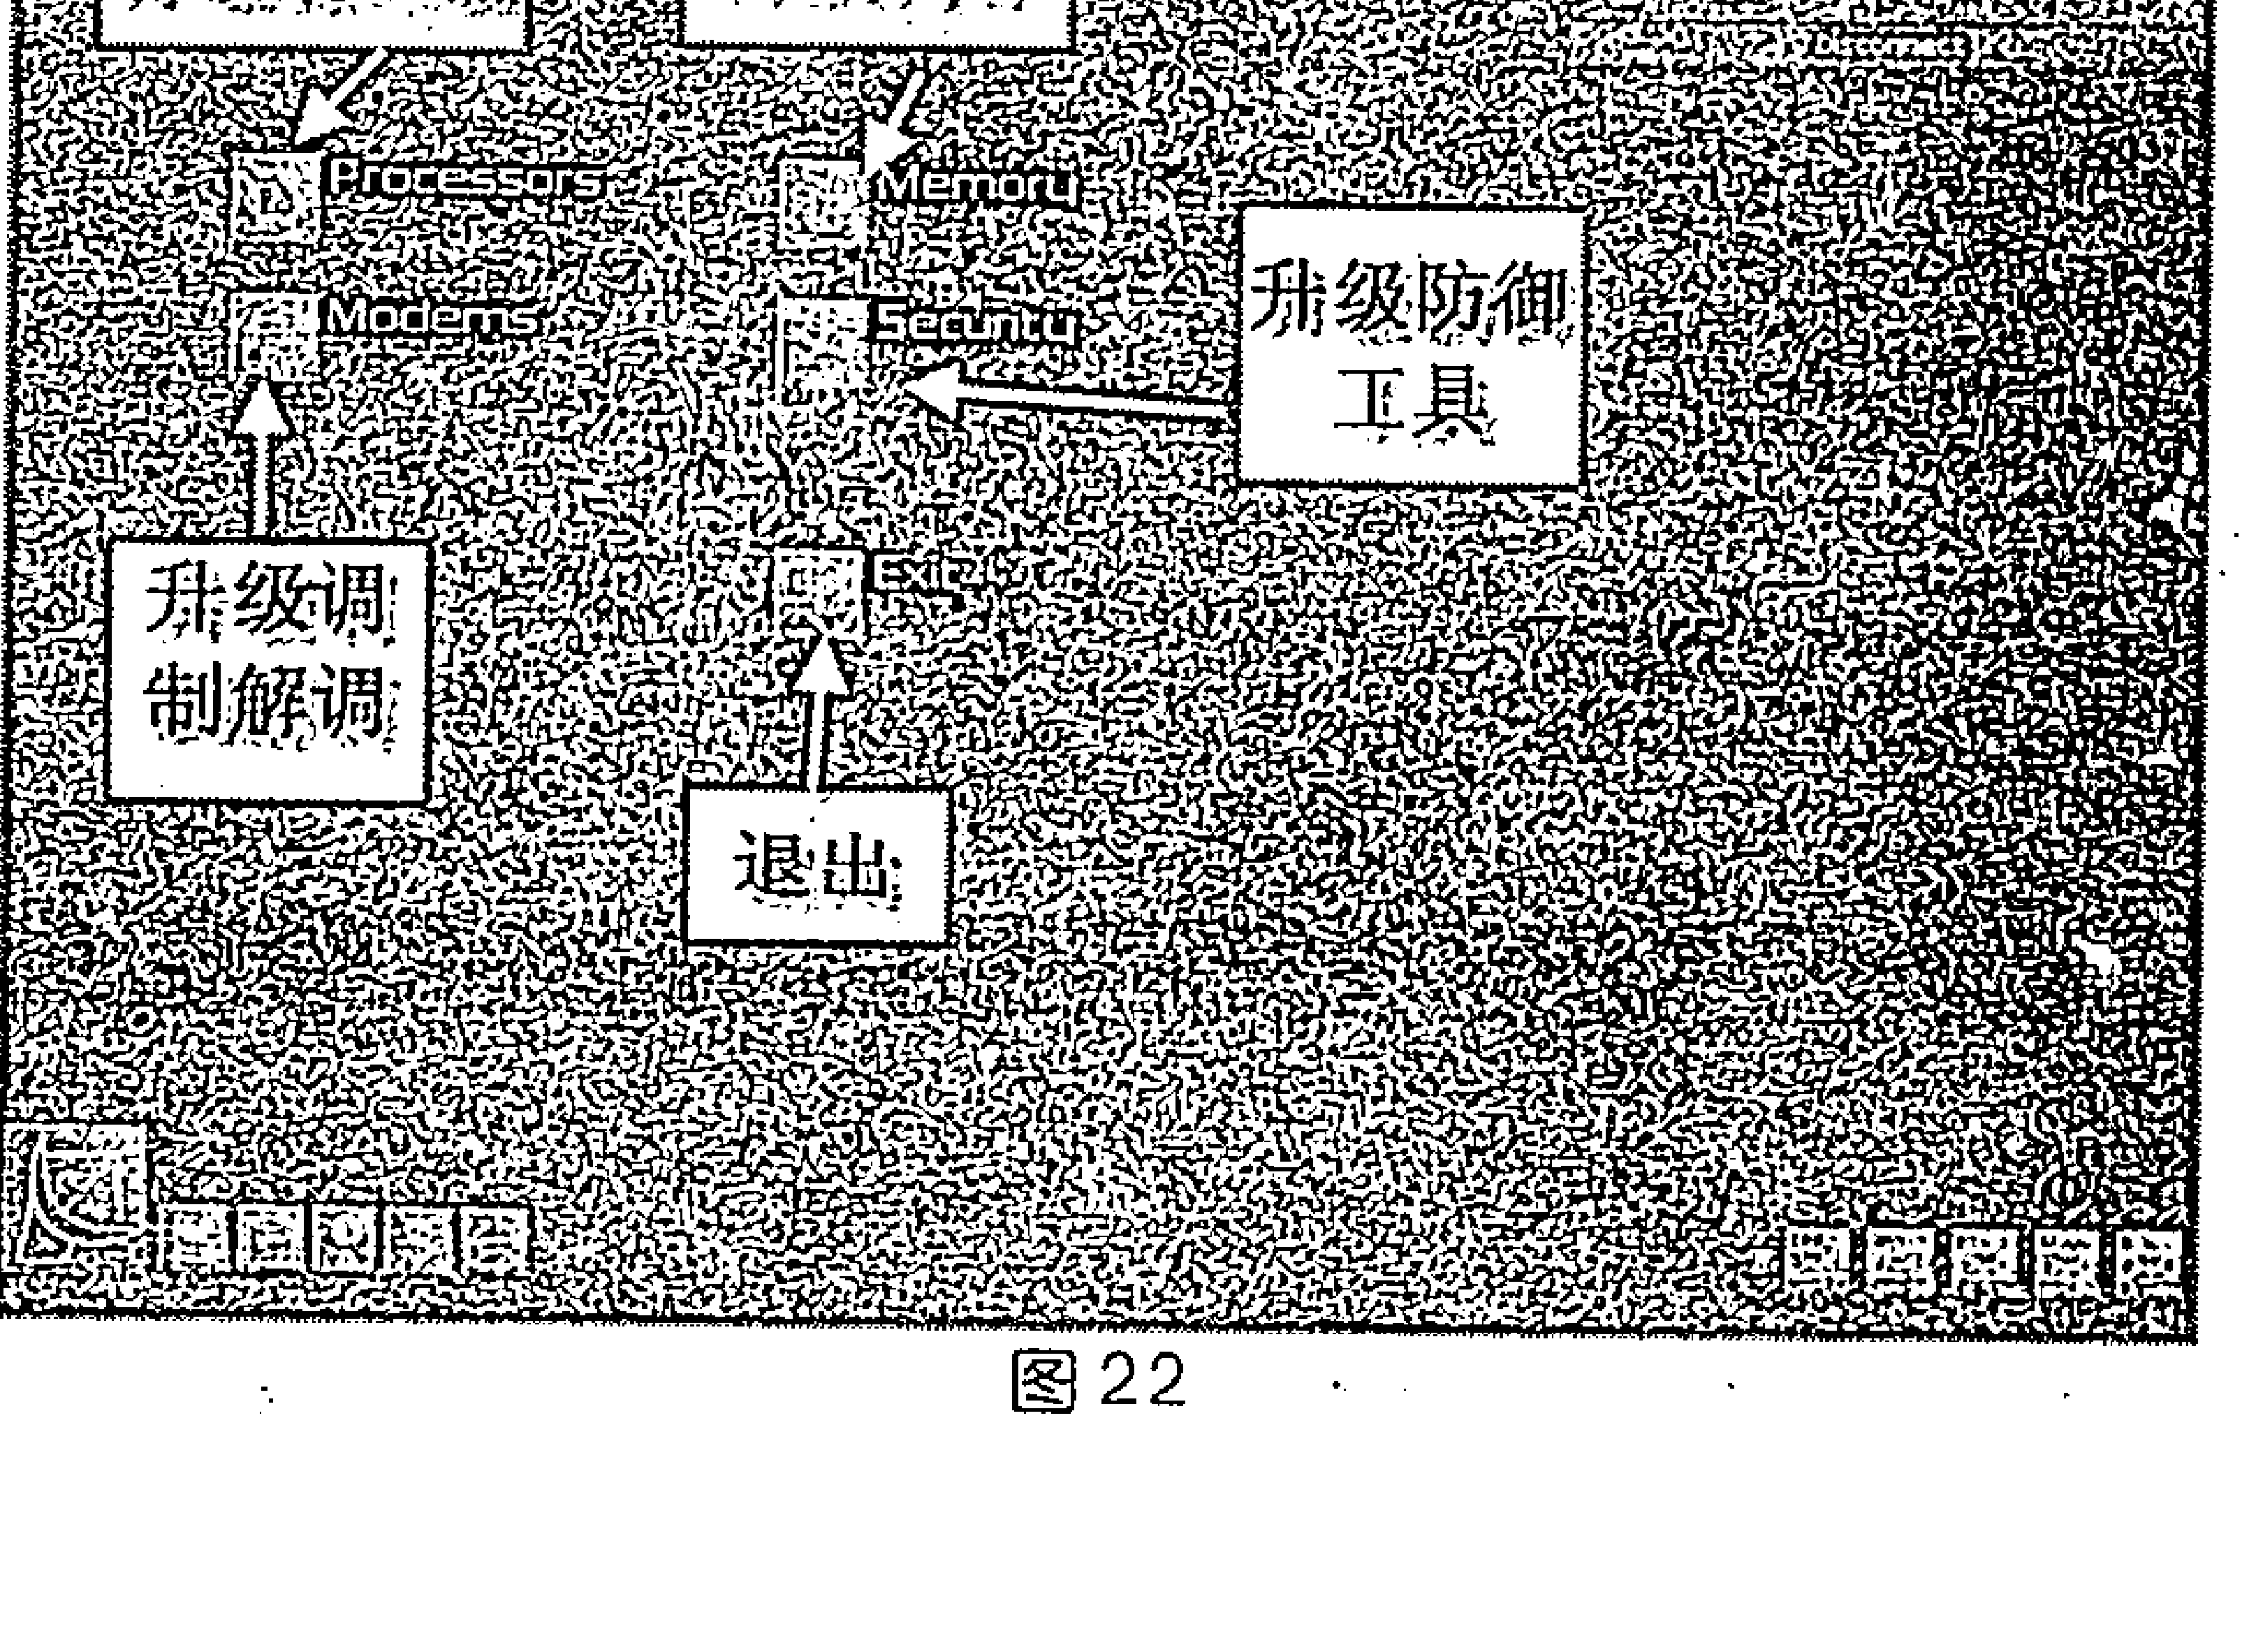 Processors
Memory
Modems
Security
升级防御
工具
Exit
升级调
制解调
退出
图 22